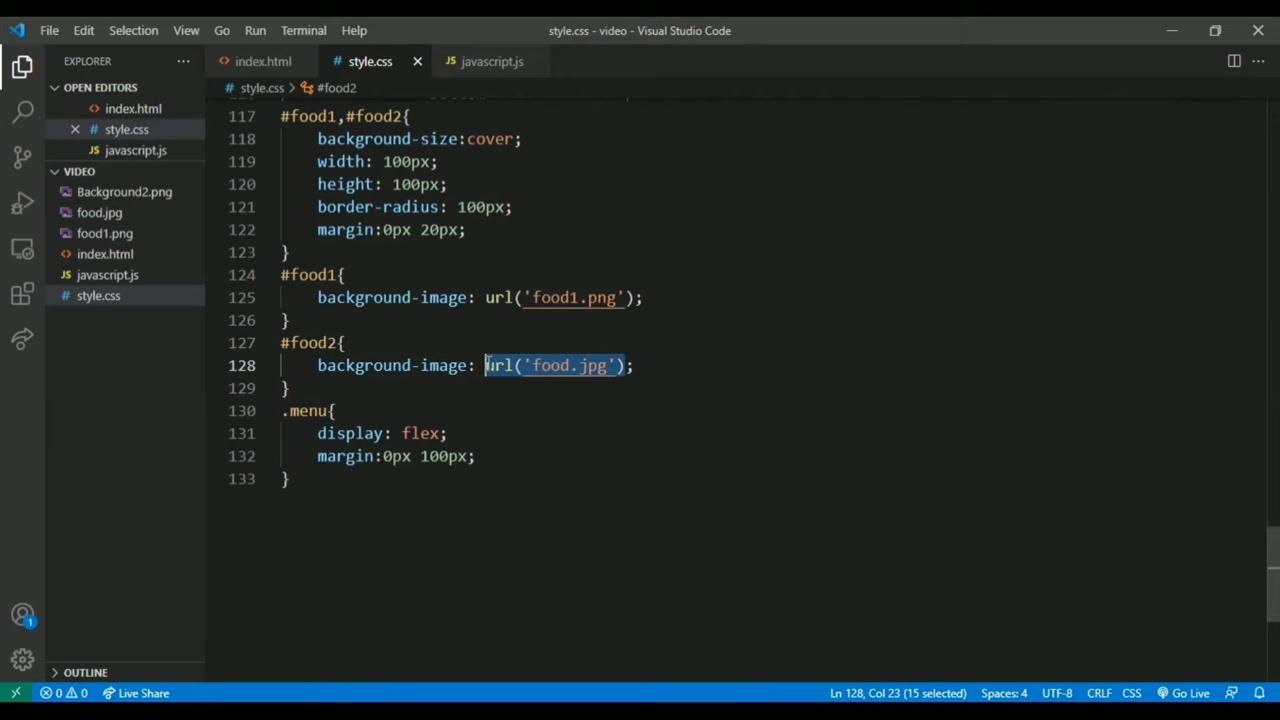 File Edit Selection View Go Run Terminal Help style.css - video - Visual Studio Code
EXPLORER
index.html style.css javascript.js
OPEN EDITORS
style.css > #food2
index.html
style.css
javascript.js
VIDEO
Background2.png
food.jpg
food1.png
index.html
javascript.js
style.css
117 #food1,#food2{
118 background-size:cover;
119 width: 100px;
120 height: 100px;
121 border-radius: 100px;
122 margin:0px 20px;
123 }
124 #food1{
125 background-image: url('food1.png');
126 }
127 #food2{
128 background-image: url('food.jpg');
129 }
130 .menu{
131 display: flex;
132 margin:0px 100px;
133 }
1
OUTLINE
0 0 Live Share Ln 128, Col 23 (15 selected) Spaces: 4 UTF-8 CRLF CSS Go Live